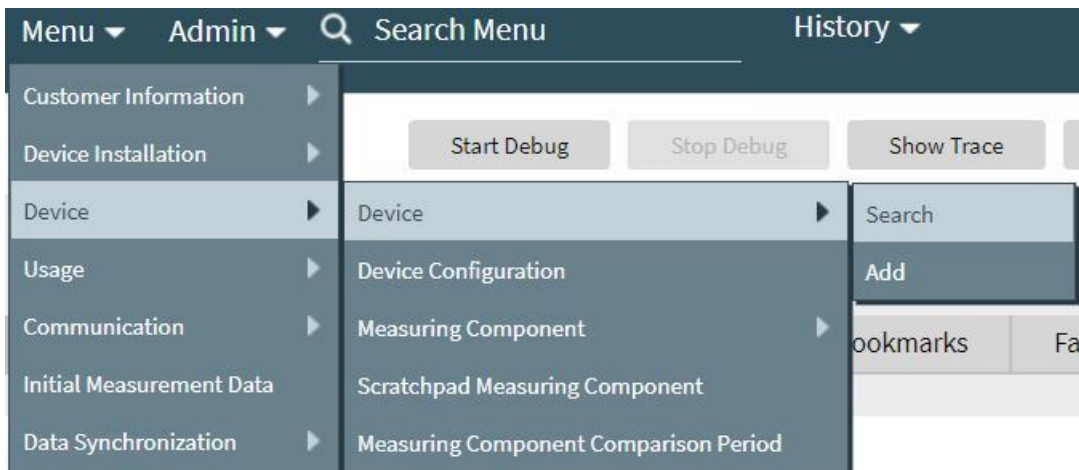 Menu Admin Search Menu History
Customer Information
Device Installation
Start Debug Stop Debug Show Trace
Device Device Search
Usage Device Configuration Add
Communication Measuring Component
ookmarks Fa
Initial Measurement Data Scratchpad Measuring Component
Data Synchronization Measuring Component Comparison Period